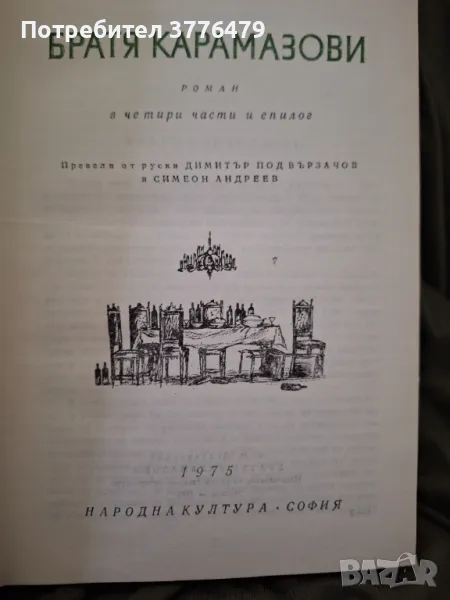 Потребител 3776479
БРАТЯ КАРАМАЗОВИ
РОМАН
в четири части и епилог
Превели от руски ДИМИТЪР ПОДВЪРЗАЧОВ
и СИМЕОН АНДРЕЕВ
1975
НАРОДНА КУЛТУРА · СОФИЯ
BAZAR